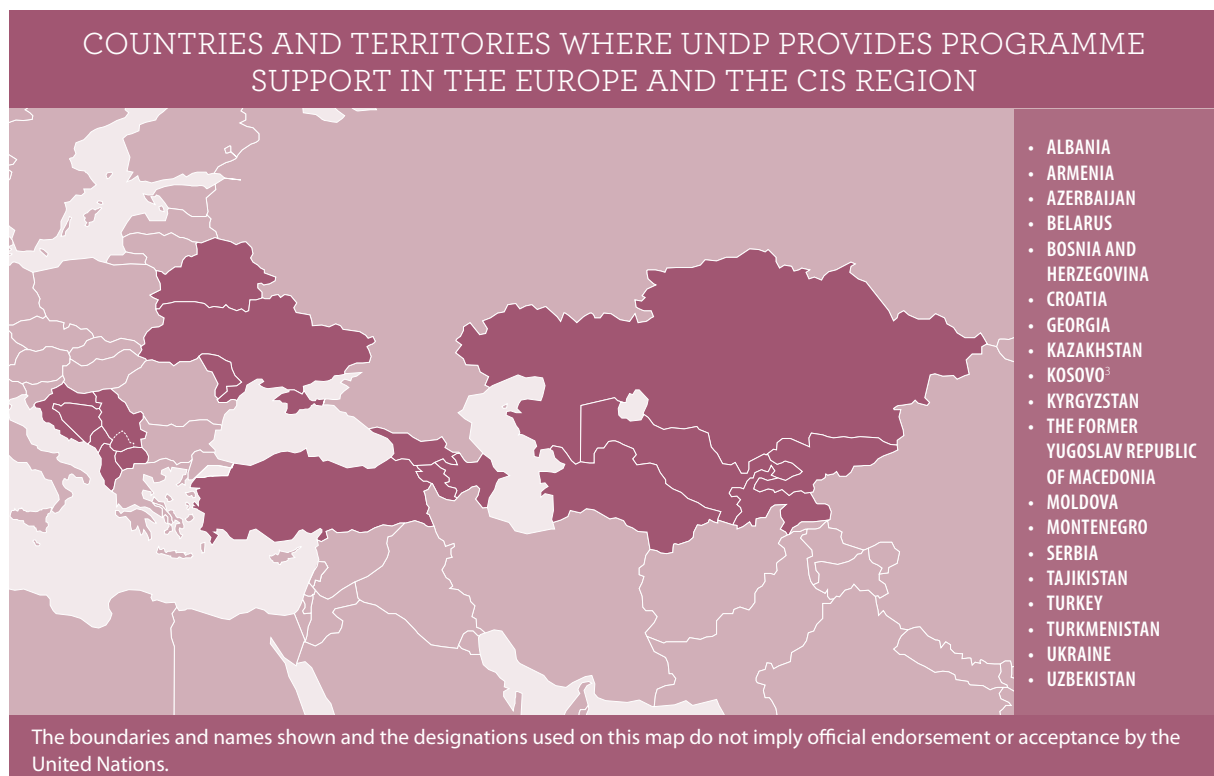 COUNTRIES AND TERRITORIES WHERE UNDP PROVIDES PROGRAMME
SUPPORT IN THE EUROPE AND THE CIS REGION
• ALBANIA
• ARMENIA
• AZERBAIJAN
• BELARUS
• BOSNIA AND
HERZEGOVINA
• CROATIA
• GEORGIA
• KAZAKHSTAN
• KOSOVO³
• KYRGYZSTAN
• THE FORMER
YUGOSLAV REPUBLIC
OF MACEDONIA
• MOLDOVA
• MONTENEGRO
• SERBIA
• TAJIKISTAN
• TURKEY
• TURKMENISTAN
• UKRAINE
• UZBEKISTAN
The boundaries and names shown and the designations used on this map do not imply official endorsement or acceptance by the
United Nations.